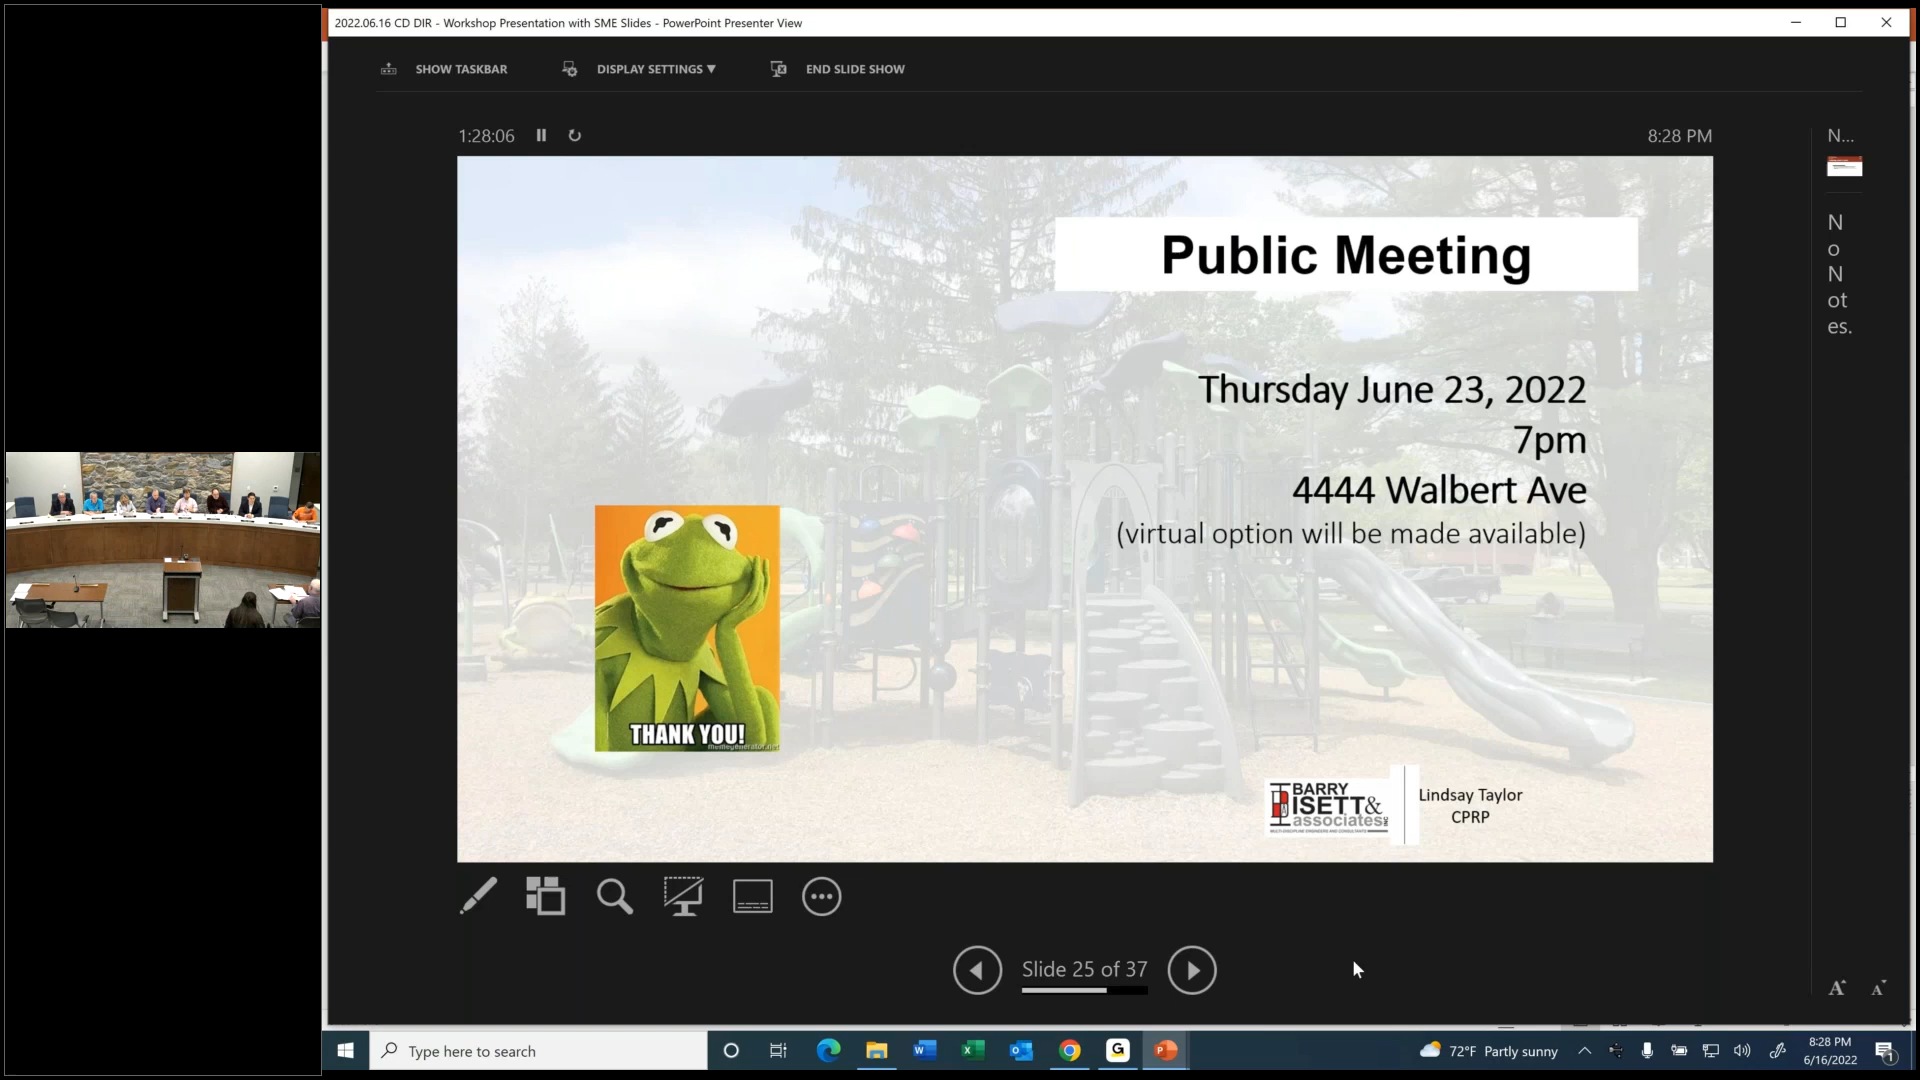 2022.06.16 CD DIR - Workshop Presentation with SME Slides - PowerPoint Presenter View
SHOW TASKBAR
DISPLAY SETTINGS ▼
END SLIDE SHOW
1:28:06
8:28 PM
N...
Public Meeting
Thursday June 23, 2022
7pm
4444 Walbert Ave
(virtual option will be made available)
THANK YOU!
BARRY
ISETT&
associates
Lindsay Taylor
CPRP
N
o
N
ot
es.
Slide 25 of 37
Type here to search
72°F Partly sunny
8:28 PM
6/16/2022
1